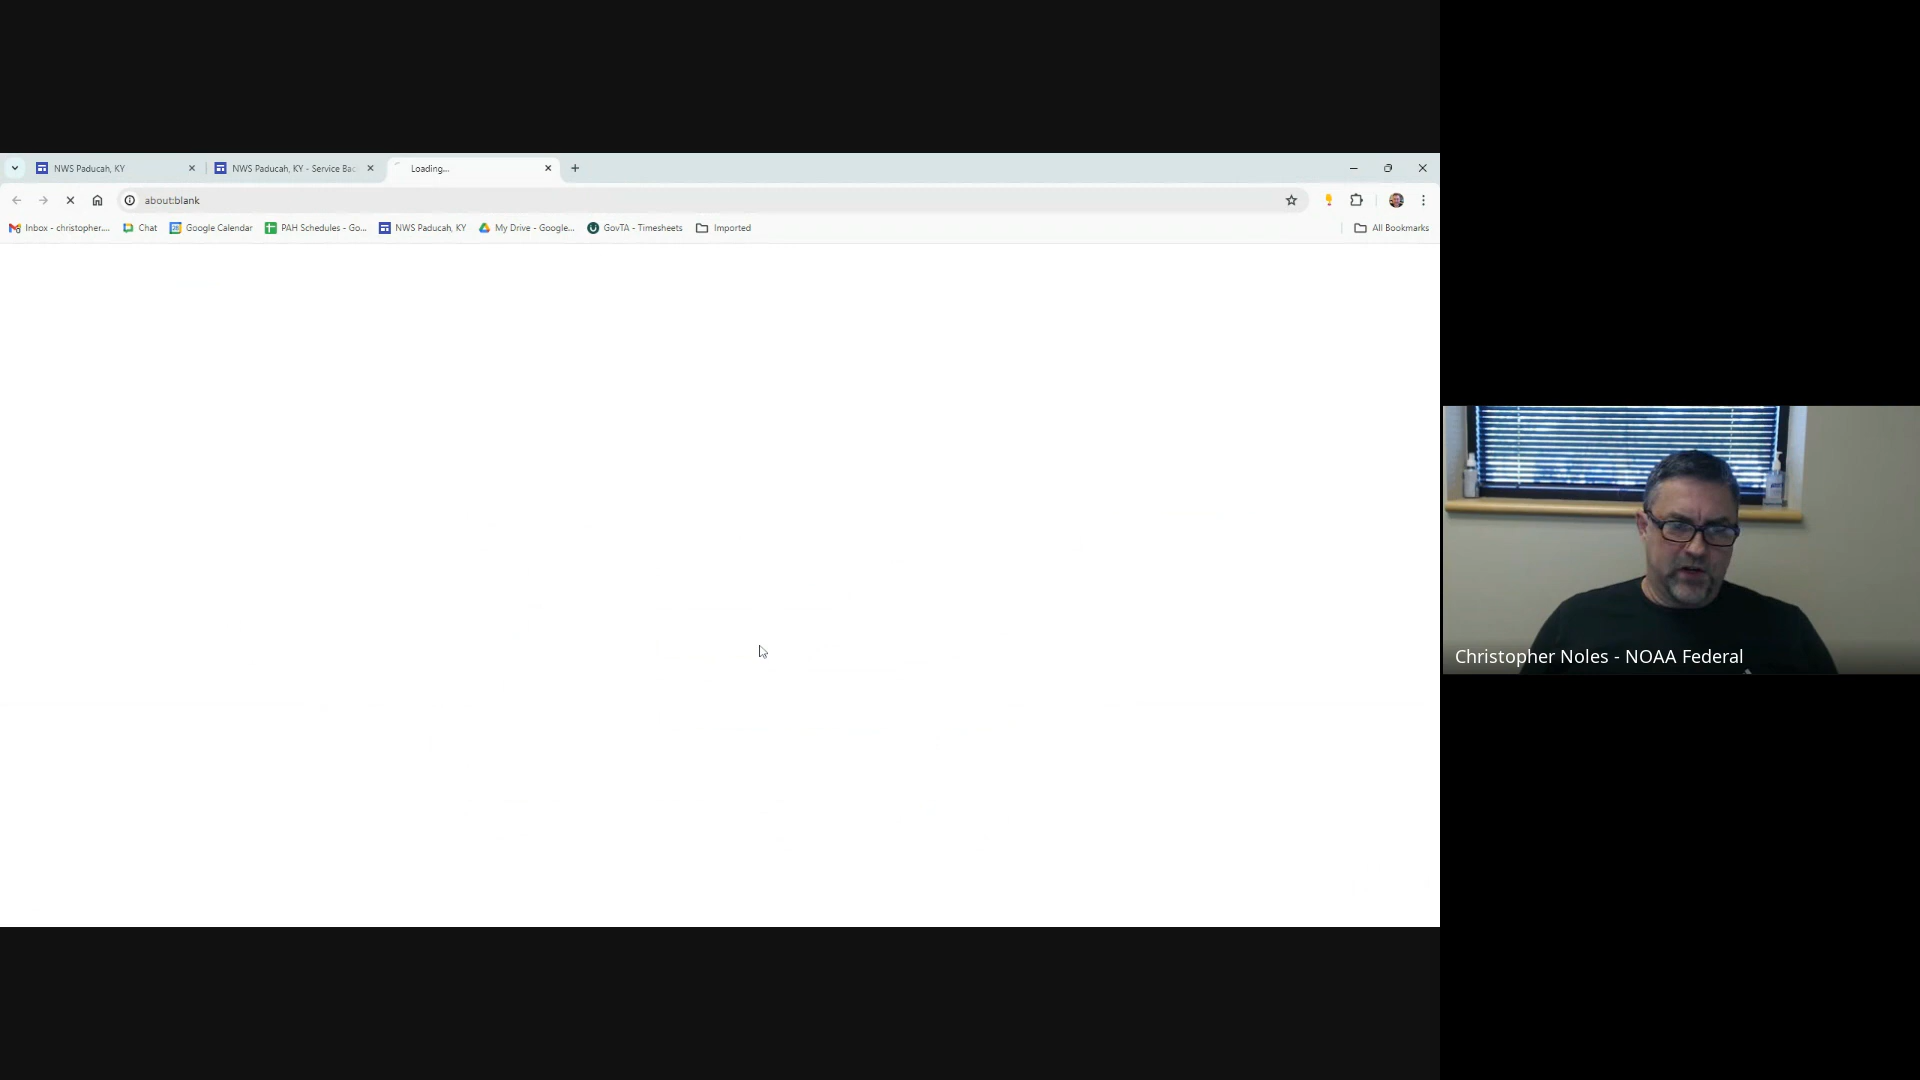 NWS Paducah, KY
NWS Paducah, KY - Service Bac
Loading...
about:blank
Inbox - christopher....
Chat
Google Calendar
PAH Schedules - Go...
NWS Paducah, KY
My Drive - Google...
GovTA - Timesheets
Imported
All Bookmarks
Christopher Noles - NOAA Federal